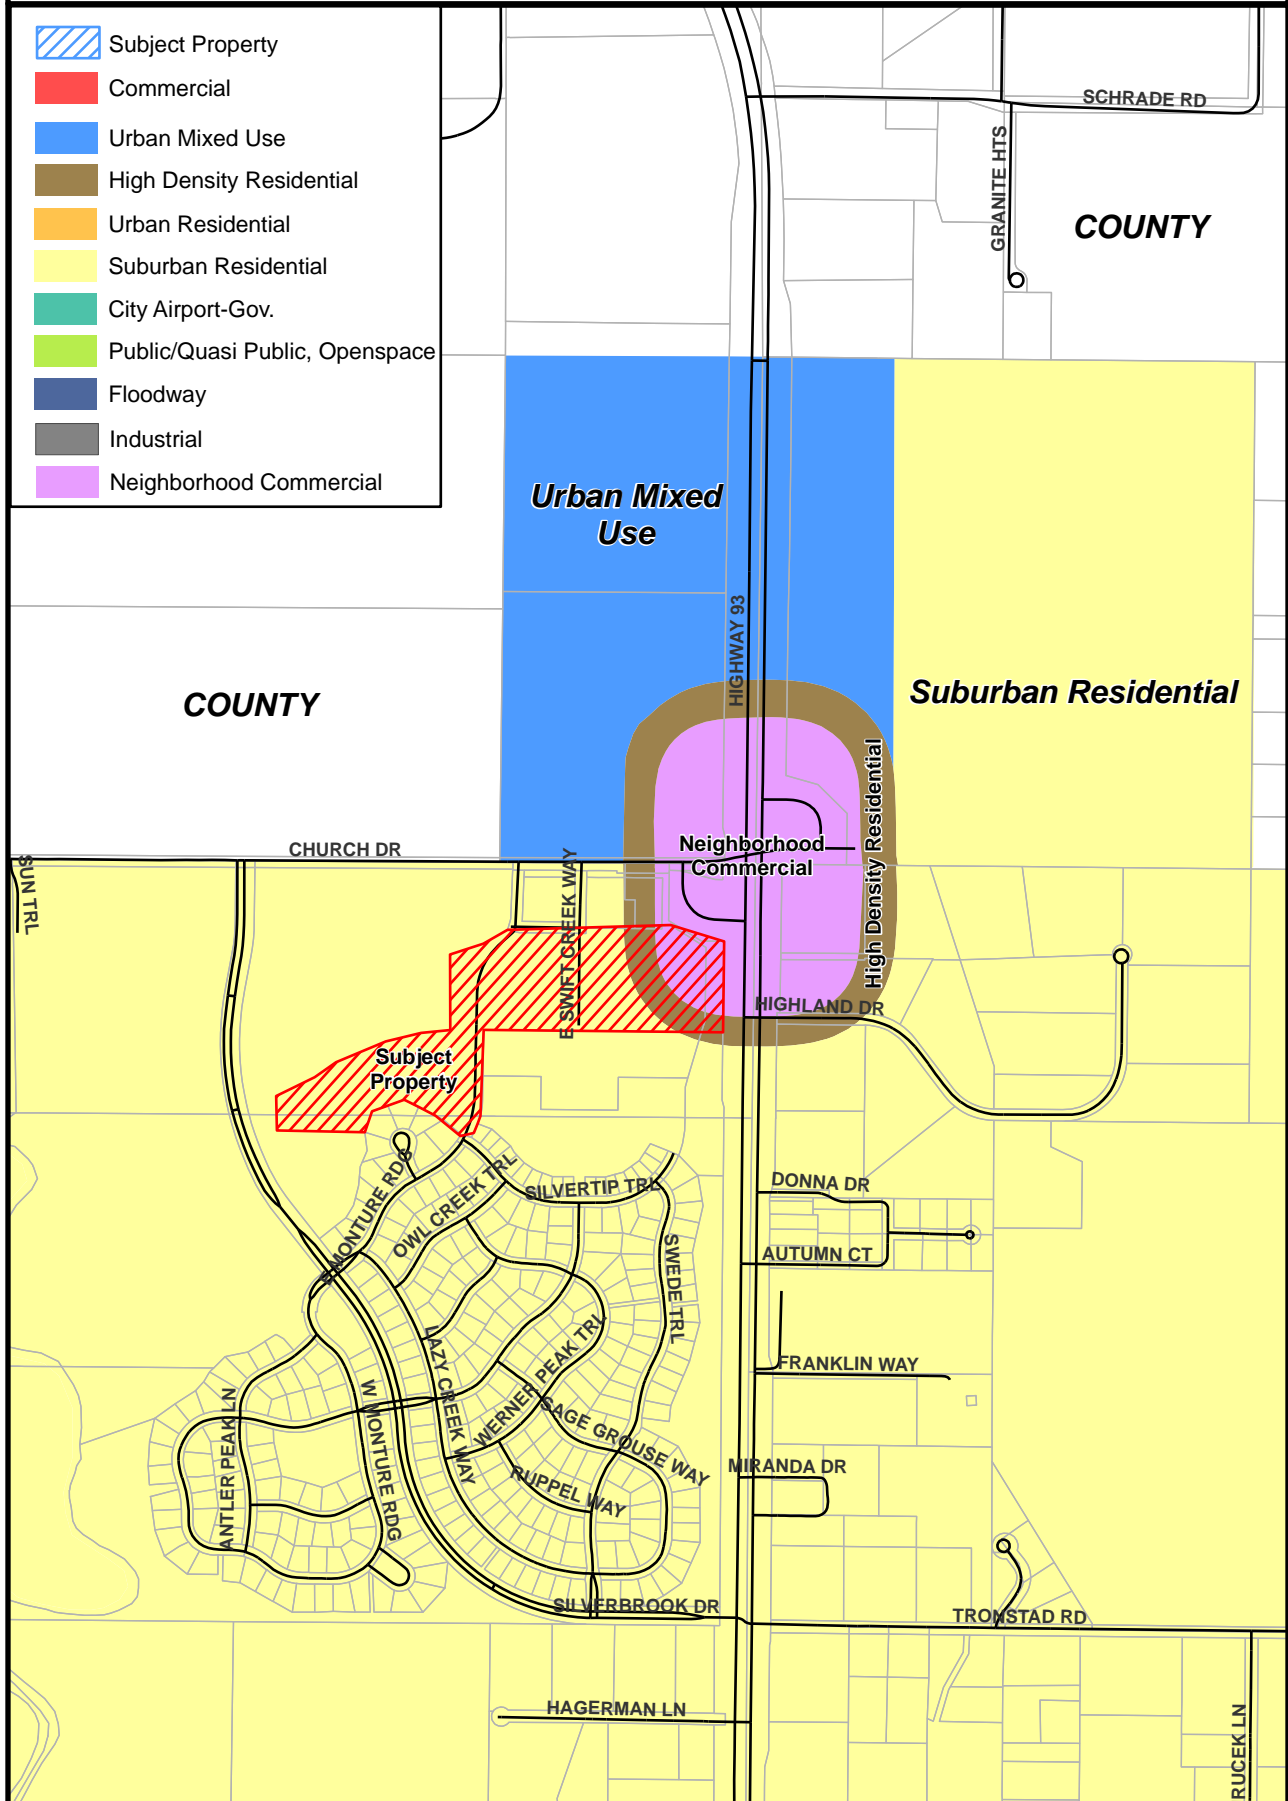 Subject Property
Commercial
Urban Mixed Use
High Density Residential
Urban Residential
Suburban Residential
City Airport-Gov.
Public/Quasi Public, Openspace
Floodway
Industrial
Neighborhood Commercial
SCHRADE RD
GRANITE HTS
COUNTY
Urban Mixed
Use
HIGHWAY 93
COUNTY
Suburban Residential
High Density Residential
Neighborhood
Commercial
CHURCH DR
SUN TRL
E SWIFT CREEK WAY
HIGHLAND DR
Subject
Property
E MONTURE RDG
OWL CREEK TRL
SILVERTIP TRL
DONNA DR
SWEDE TRL
AUTUMN CT
LAZY CREEK WAY
WERNER PEAK TRL
FRANKLIN WAY
ANTLER PEAK LN
W MONTURE RDG
SAGE GROUSE WAY
RUPPEL WAY
MIRANDA DR
SILVERBROOK DR
TRONSTAD RD
HAGERMAN LN
RUCEK LN